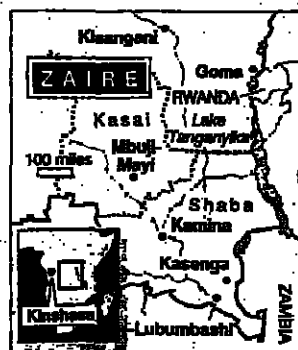 Kisangani
ZAIRE
Goma
RWANDA
Kasai
Lake
Tanganyika
Mbuji
Mayi
100 miles
Shaba
Kamina
Kasenga
Kinshasa
Lubumbashi
ZAMBIA